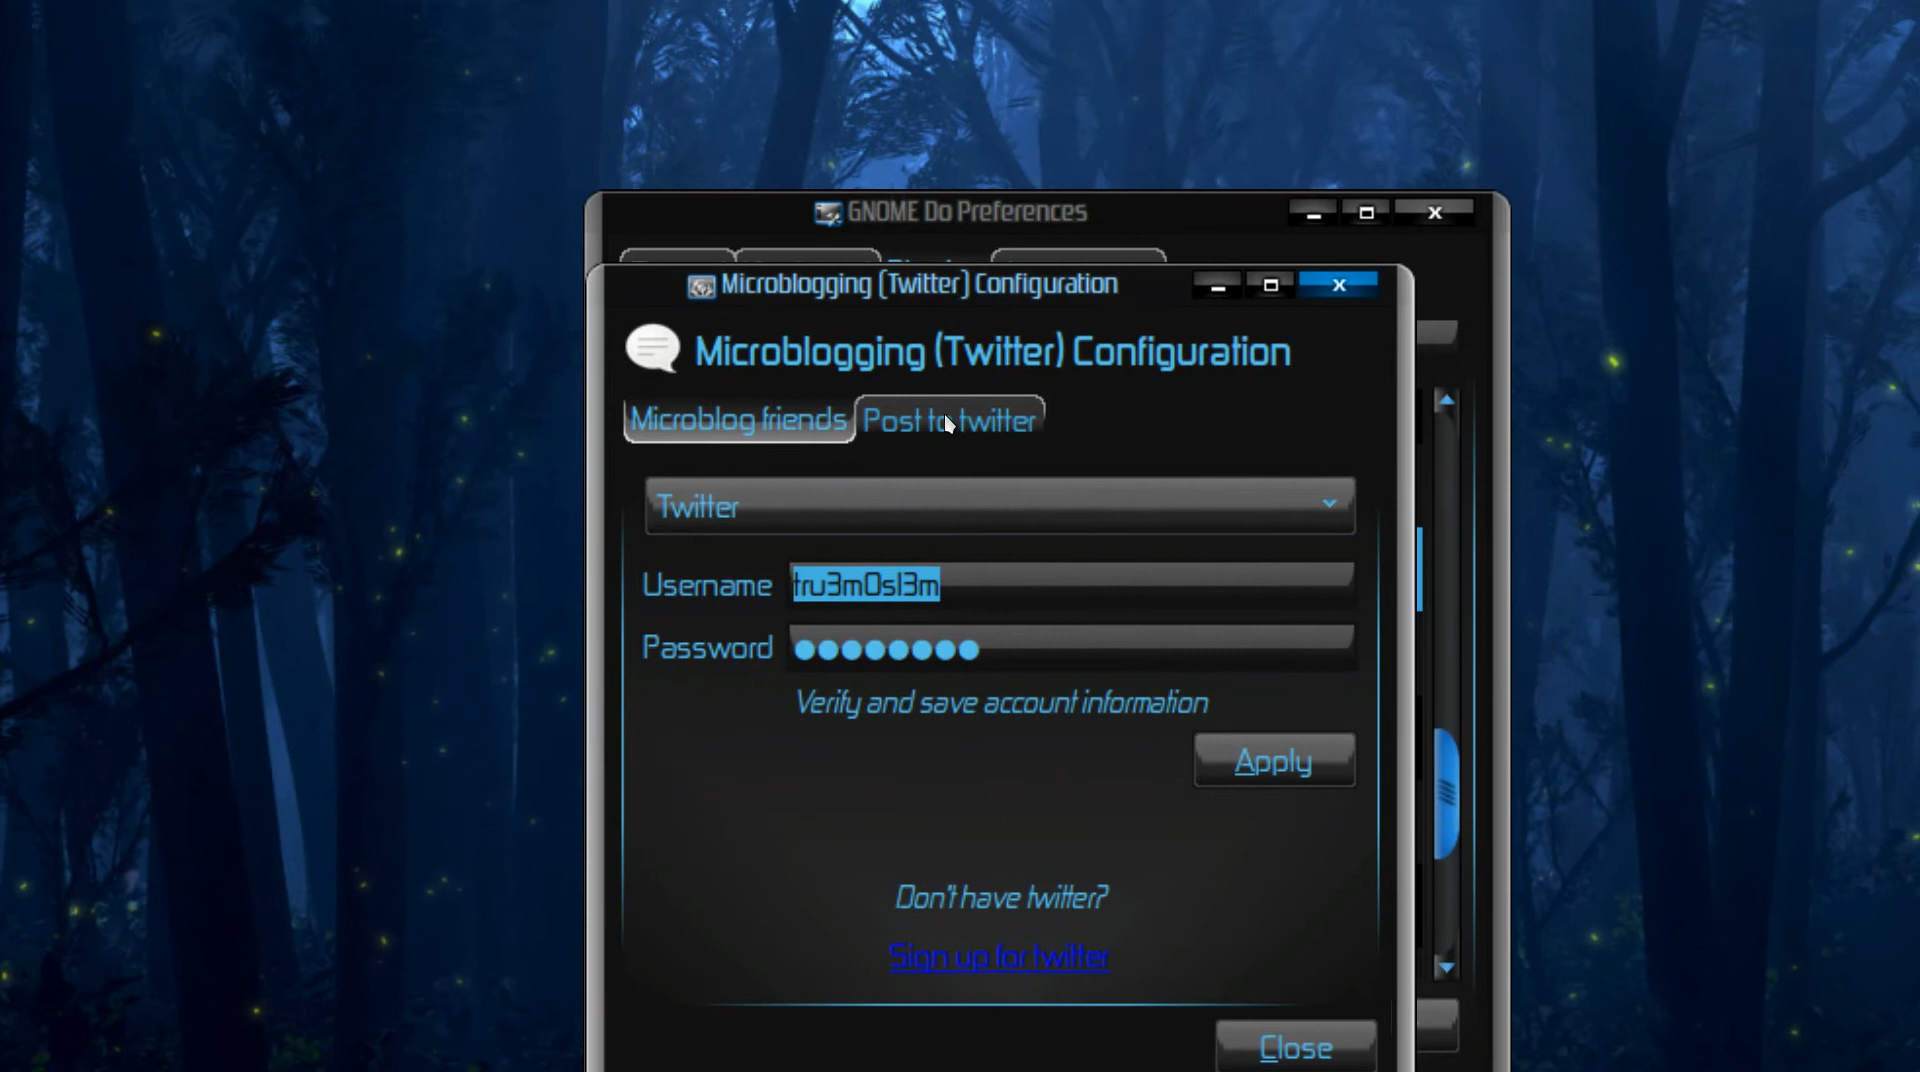 GNOME Do Preferences
Microblogging (Twitter) Configuration
Microblogging (Twitter) Configuration
Microblog friends
Post to twitter
Twitter
Username
tru3m0sl3m
Password
Verify and save account information
Apply
Don't have twitter?
Sign up for twitter
Close